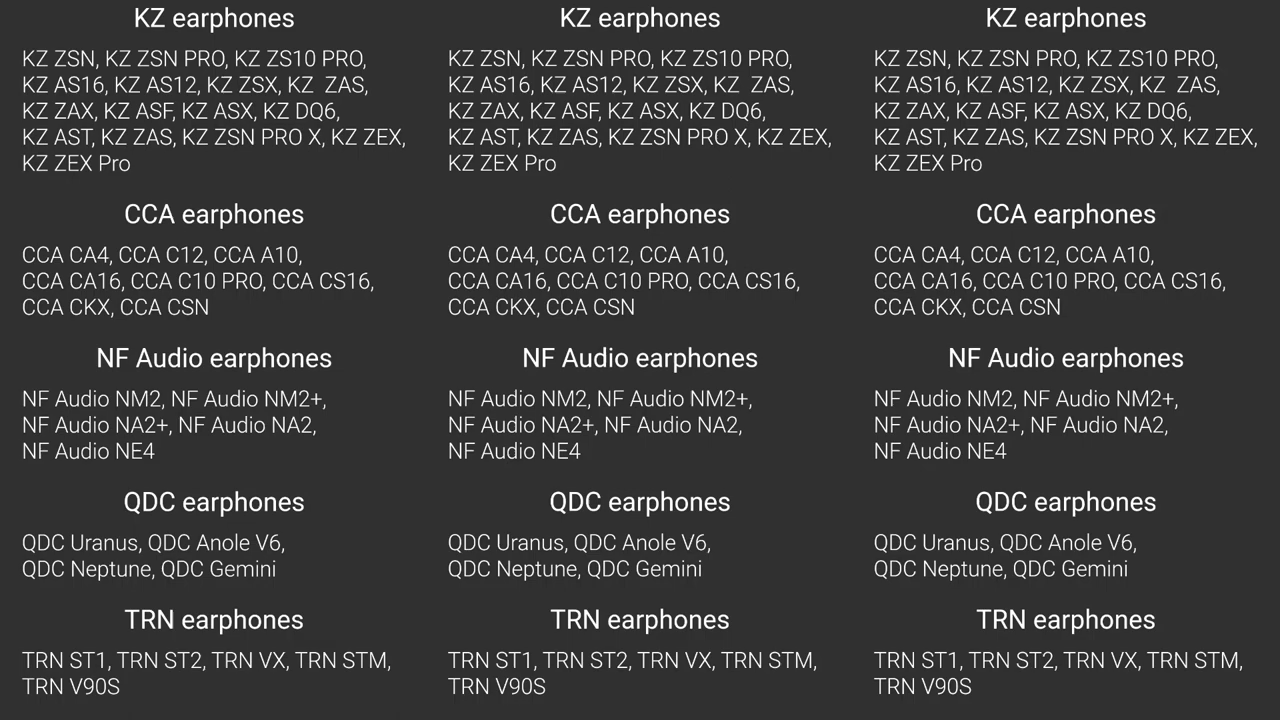 KZ earphones
KZ ZSN, KZ ZSN PRO, KZ ZS10 PRO,
KZ AS16, KZ AS12, KZ ZSX, KZ  ZAS,
KZ ZAX, KZ ASF, KZ ASX, KZ DQ6,
KZ AST, KZ ZAS, KZ ZSN PRO X, KZ ZEX,
KZ ZEX Pro
CCA earphones
CCA CA4, CCA C12, CCA A10,
CCA CA16, CCA C10 PRO, CCA CS16,
CCA CKX, CCA CSN
NF Audio earphones
NF Audio NM2, NF Audio NM2+,
NF Audio NA2+, NF Audio NA2,
NF Audio NE4
QDC earphones
QDC Uranus, QDC Anole V6,
QDC Neptune, QDC Gemini
TRN earphones
TRN ST1, TRN ST2, TRN VX, TRN STM,
TRN V90S
KZ earphones
KZ ZSN, KZ ZSN PRO, KZ ZS10 PRO,
KZ AS16, KZ AS12, KZ ZSX, KZ  ZAS,
KZ ZAX, KZ ASF, KZ ASX, KZ DQ6,
KZ AST, KZ ZAS, KZ ZSN PRO X, KZ ZEX,
KZ ZEX Pro
CCA earphones
CCA CA4, CCA C12, CCA A10,
CCA CA16, CCA C10 PRO, CCA CS16,
CCA CKX, CCA CSN
NF Audio earphones
NF Audio NM2, NF Audio NM2+,
NF Audio NA2+, NF Audio NA2,
NF Audio NE4
QDC earphones
QDC Uranus, QDC Anole V6,
QDC Neptune, QDC Gemini
TRN earphones
TRN ST1, TRN ST2, TRN VX, TRN STM,
TRN V90S
KZ earphones
KZ ZSN, KZ ZSN PRO, KZ ZS10 PRO,
KZ AS16, KZ AS12, KZ ZSX, KZ  ZAS,
KZ ZAX, KZ ASF, KZ ASX, KZ DQ6,
KZ AST, KZ ZAS, KZ ZSN PRO X, KZ ZEX,
KZ ZEX Pro
CCA earphones
CCA CA4, CCA C12, CCA A10,
CCA CA16, CCA C10 PRO, CCA CS16,
CCA CKX, CCA CSN
NF Audio earphones
NF Audio NM2, NF Audio NM2+,
NF Audio NA2+, NF Audio NA2,
NF Audio NE4
QDC earphones
QDC Uranus, QDC Anole V6,
QDC Neptune, QDC Gemini
TRN earphones
TRN ST1, TRN ST2, TRN VX, TRN STM,
TRN V90S